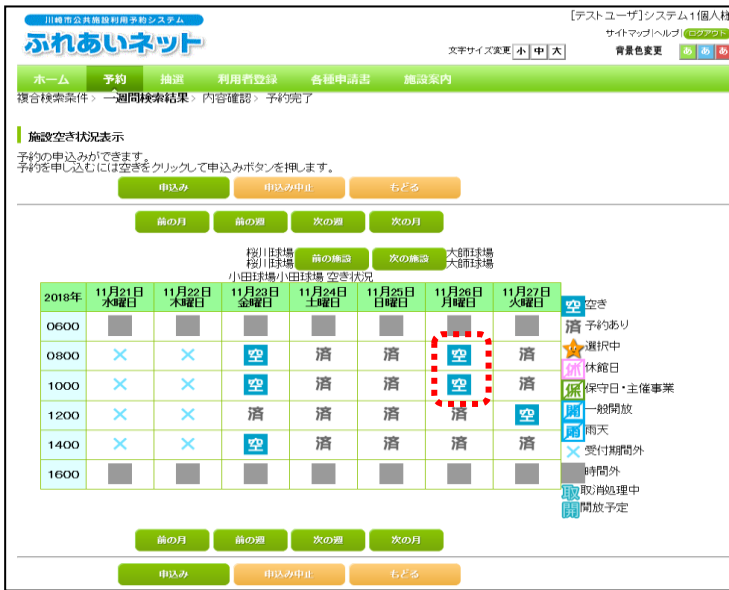 [テストユーザ]システム1個人様
川崎市公共施設利用予約システム
ふれあいネット
サイトマップ|ヘルプ|ログアウト
文字サイズ変更 小 中 大 背景色変更 あ あ あ
ホーム 予約 抽選 利用者登録 各種申請書 施設案内
複合検索条件> 一週間検索結果> 内容確認> 予約完了
施設空き状況表示
予約の申込みができます。
予約を申し込むには空きをクリックして申込みボタンを押します。
申込み 申込み中止 もどる
前の月 前の週 次の週 次の月
桜川球場 前の施設 次の施設 大師球場
桜川球場 大師球場
小田球場小田球場 空き状況
2018年 11月21日 11月22日 11月23日 11月24日 11月25日 11月26日 11月27日
水曜日 木曜日 金曜日 土曜日 日曜日 月曜日 火曜日
0600
0800 × × 空 済 済 空 済
1000 × × 空 済 済 空 済
1200 × × 済 済 済 済 空
1400 × × 空 済 済 済 済
1600
空 空き
済 予約あり
選択中
休 休館日
保 保守日・主催事業
開 一般開放
雨 雨天
× 受付期間外
時間外
取 取消処理中
開 開放予定
前の月 前の週 次の週 次の月
申込み 申込み中止 もどる